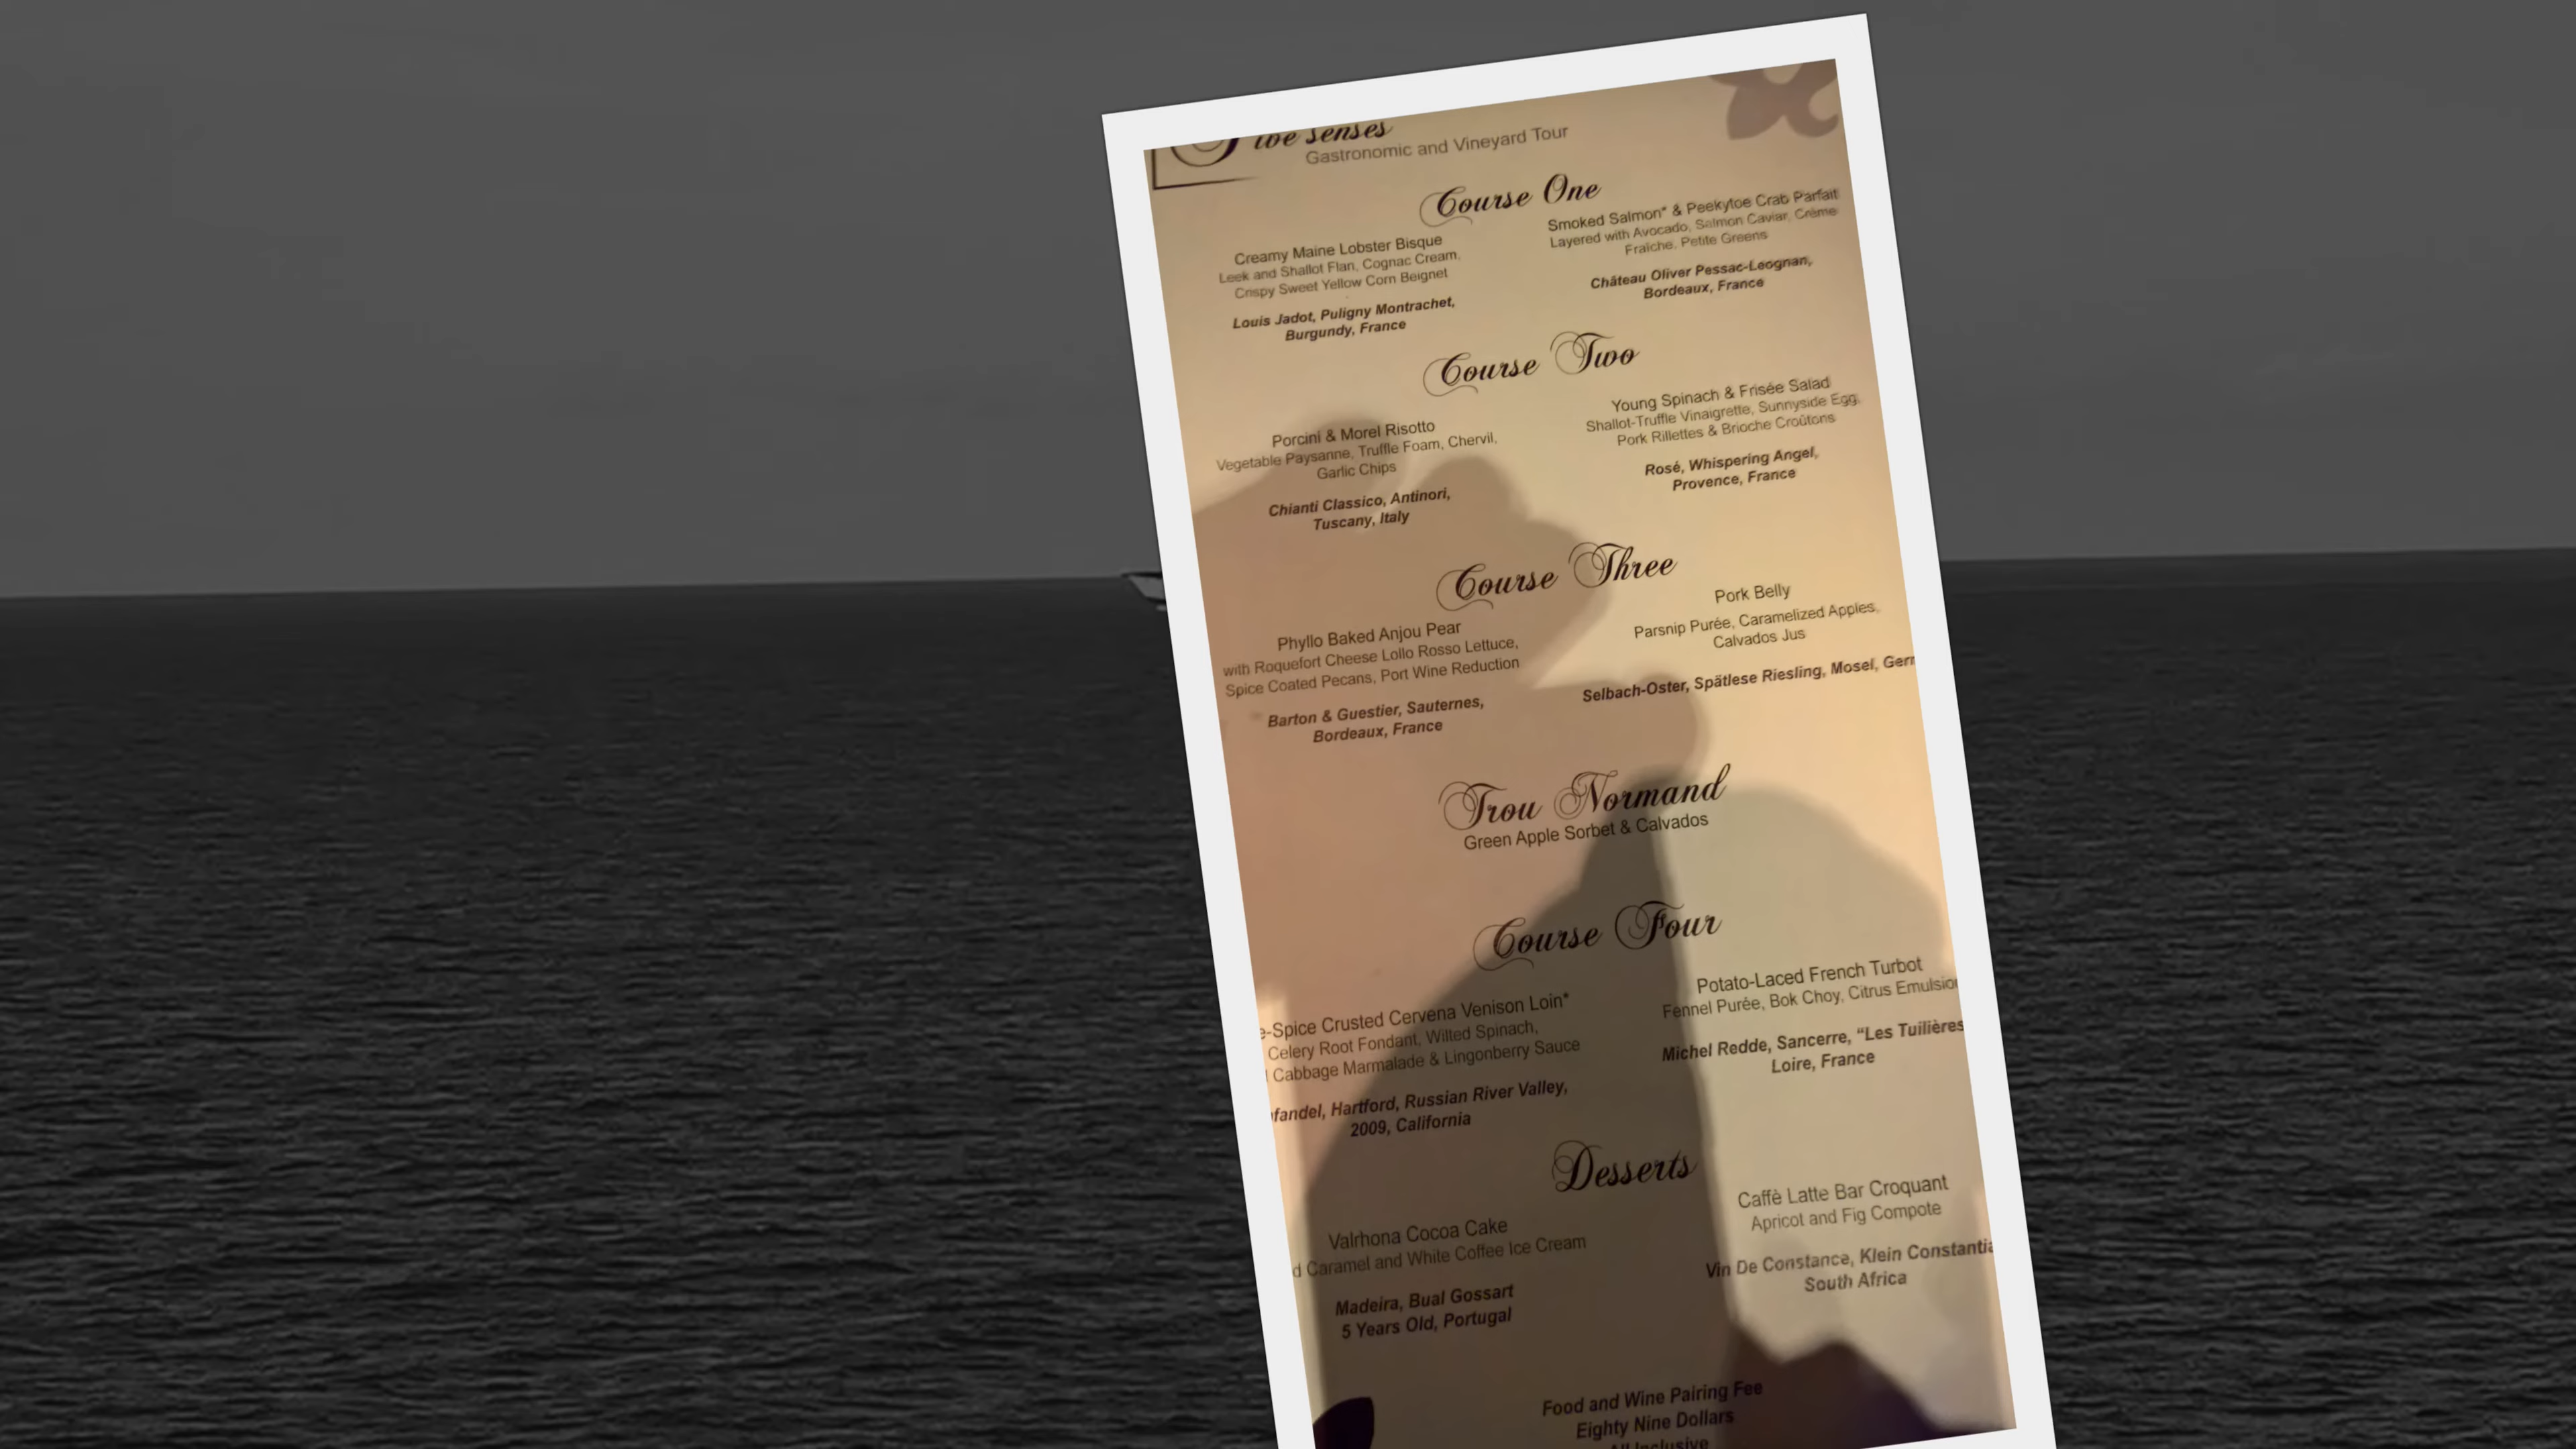 ive Senses
Gastronomic and Vineyard Tour
Course One
Creamy Maine Lobster Bisque
Leek and Shallot Flan, Cognac Cream,
Crispy Sweet Yellow Corn Beignet
Louis Jadot, Puligny Montrachet,
Burgundy, France
Smoked Salmon* & Peekytoe Crab Parfait
Layered with Avocado, Salmon Caviar, Crème
Fraîche, Petite Greens
Château Oliver Pessac-Leognan,
Bordeaux, France
Course Two
Porcini & Morel Risotto
Vegetable Paysanne, Truffle Foam, Chervil,
Garlic Chips
Chianti Classico, Antinori,
Tuscany, Italy
Young Spinach & Frisée Salad
Shallot-Truffle Vinaigrette, Sunnyside Egg,
Pork Rillettes & Brioche Croûtons
Rosé, Whispering Angel,
Provence, France
Course Three
Phyllo Baked Anjou Pear
with Roquefort Cheese Lollo Rosso Lettuce,
Spice Coated Pecans, Port Wine Reduction
Barton & Guestier, Sauternes,
Bordeaux, France
Pork Belly
Parsnip Purée, Caramelized Apples,
Calvados Jus
Selbach-Oster, Spätlese Riesling, Mosel, Ger
Trou Normand
Green Apple Sorbet & Calvados
Course Four
e-Spice Crusted Cervena Venison Loin*
Celery Root Fondant, Wilted Spinach,
Cabbage Marmalade & Lingonberry Sauce
fandel, Hartford, Russian River Valley,
2009, California
Potato-Laced French Turbot
Fennel Purée, Bok Choy, Citrus Emulsio
Michel Redde, Sancerre, “Les Tuilières
Loire, France
Desserts
Valrhona Cocoa Cake
d Caramel and White Coffee Ice Cream
Madeira, Bual Gossart
5 Years Old, Portugal
Caffè Latte Bar Croquant
Apricot and Fig Compote
Vin De Constance, Klein Constantia
South Africa
Food and Wine Pairing Fee
Eighty Nine Dollars
All Inclusive